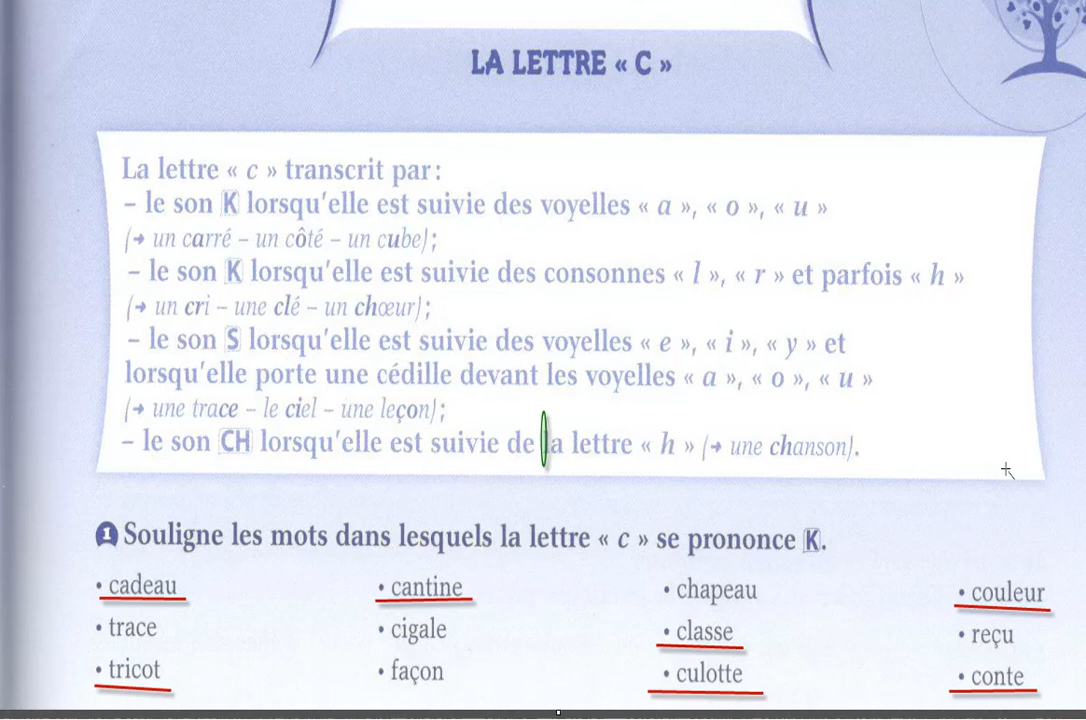 LA LETTRE « C »
La lettre « c » transcrit par :
– le son K lorsqu'elle est suivie des voyelles « a », « o », « u »
(→ un carré – un côté – un cube) ;
– le son K lorsqu'elle est suivie des consonnes « l », « r » et parfois « h »
(→ un cri – une clé – un chœur) ;
– le son S lorsqu'elle est suivie des voyelles « e », « i », « y » et
lorsqu'elle porte une cédille devant les voyelles « a », « o », « u »
(→ une trace – le ciel – une leçon) ;
– le son CH lorsqu'elle est suivie de la lettre « h » (→ une chanson).
1 Souligne les mots dans lesquels la lettre « c » se prononce K.
• cadeau • cantine • chapeau • couleur
• trace • cigale • classe • reçu
• tricot • façon • culotte • conte